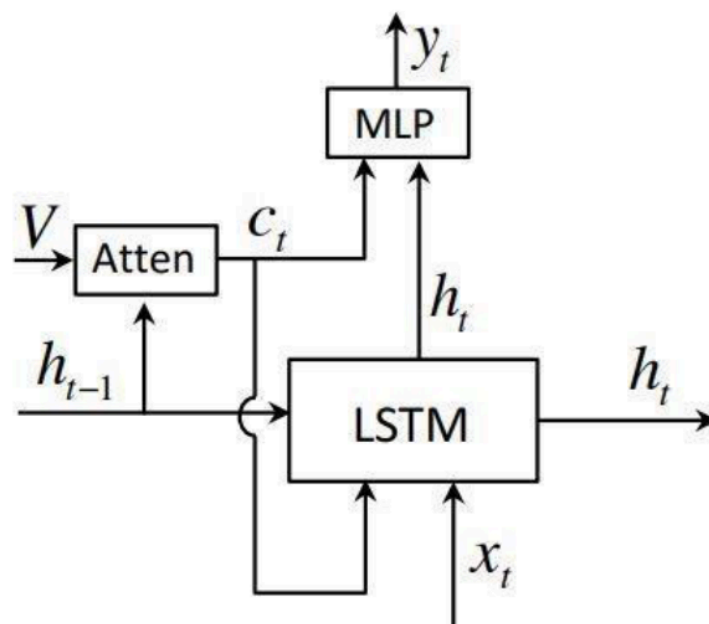 y_t
MLP
V
Atten
c_t
h_t
h_{t-1}
LSTM
h_t
x_t